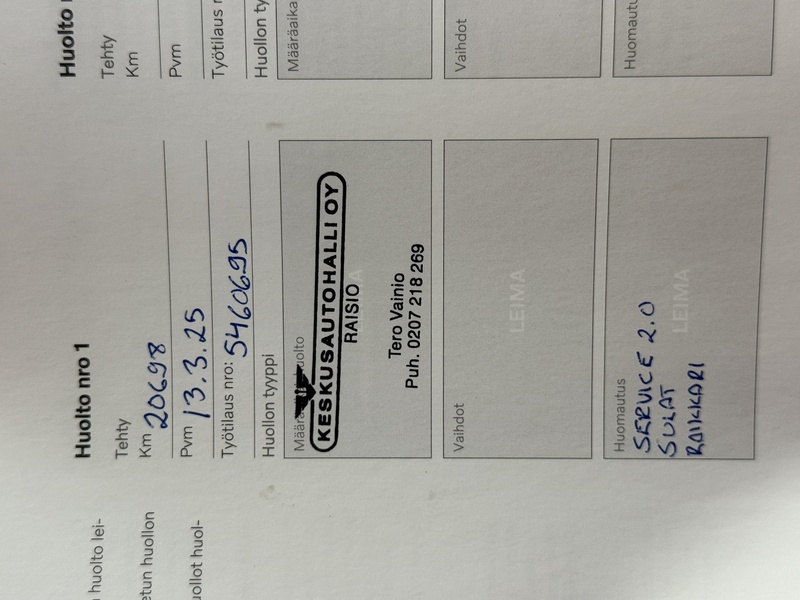 n huolto lei-
etun huollon
uollot huol-
Huolto nro 1
Tehty
Km 20698
Pvm 13.3.25
Työtilaus nro: 5460695
Huollon tyyppi
Määräaikaishuolto
KESKUSAUTOHALLI OY
RAISIO
Tero Vainio
Puh. 0207 218 269
Vaihdot
LEIMA
Huomautus
SERVICE 2.0
SULAT
LEIMA
Huolto n
Tehty
Km
Pvm
Työtilaus n
Huollon ty
Määräaika
Vaihdot
Huomautu